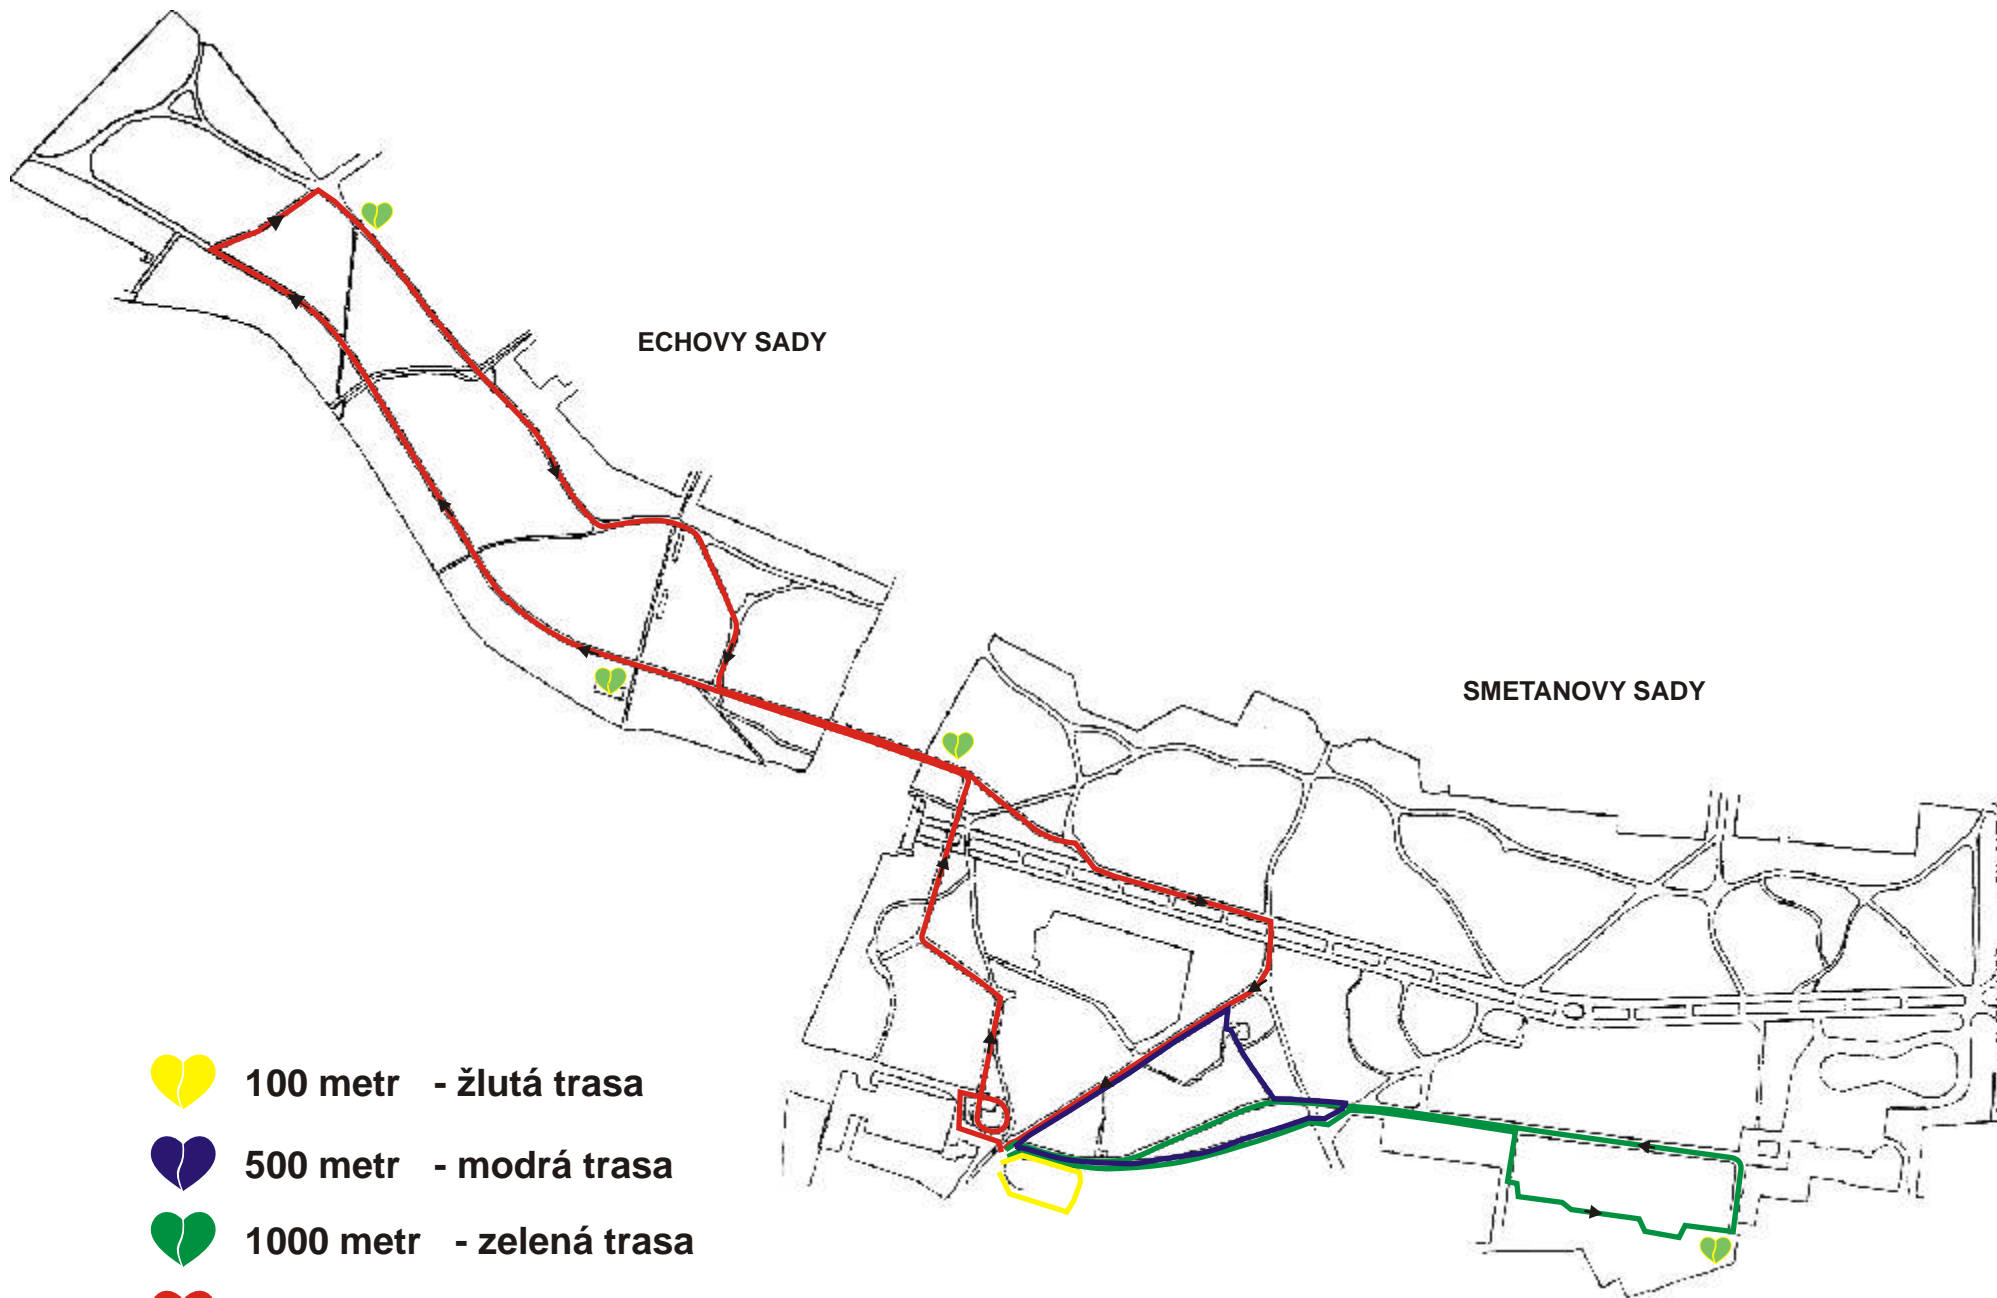 ECHOVY SADY
SMETANOVY SADY
100 metr - žlutá trasa
500 metr - modrá trasa
1000 metr - zelená trasa